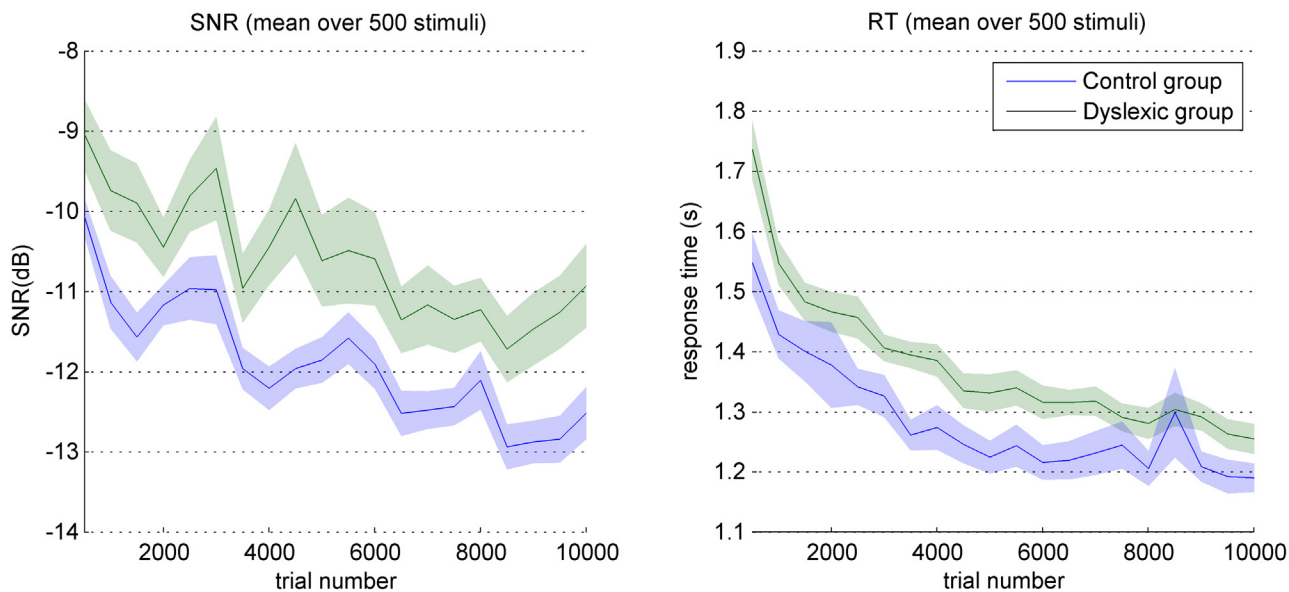 SNR (mean over 500 stimuli)
-8
-9
-10
-11
-12
-13
-14
SNR(dB)
2000 4000 6000 8000 10000
trial number
RT (mean over 500 stimuli)
1.9
1.8
1.7
1.6
1.5
1.4
1.3
1.2
1.1
response time (s)
Control group
Dyslexic group
2000 4000 6000 8000 10000
trial number